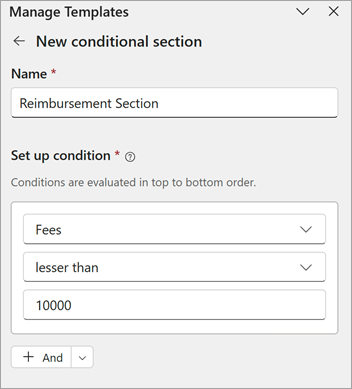 Manage Templates
New conditional section
Name *
Reimbursement Section
Set up condition *
Conditions are evaluated in top to bottom order.
Fees
lesser than
10000
+ And